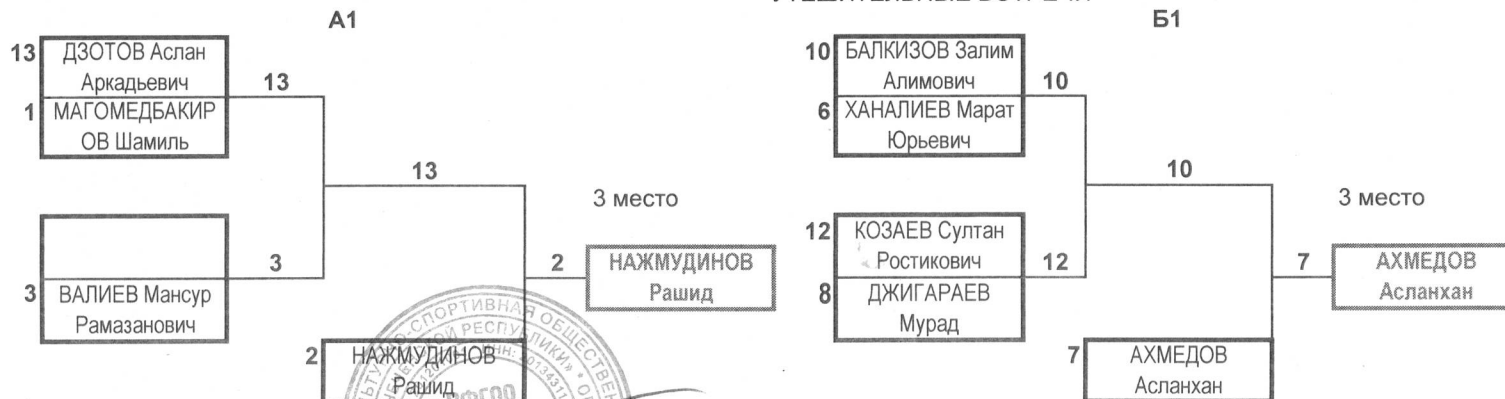 А1
13
ДЗОТОВ Аслан
Аркадьевич
13
1
МАГОМЕДБАКИР
ОВ Шамиль
13
3 место
3
3
ВАЛИЕВ Мансур
Рамазанович
2
НАЖМУДИНОВ
Рашид
2
НАЖМУДИНОВ
Рашид
Б1
10
БАЛКИЗОВ Залим
Алимович
10
6
ХАНАЛИЕВ Марат
Юрьевич
10
3 место
12
КОЗАЕВ Султан
Ростикович
12
8
ДЖИГАРАЕВ
Мурад
7
АХМЕДОВ
Асланхан
7
АХМЕДОВ
Асланхан